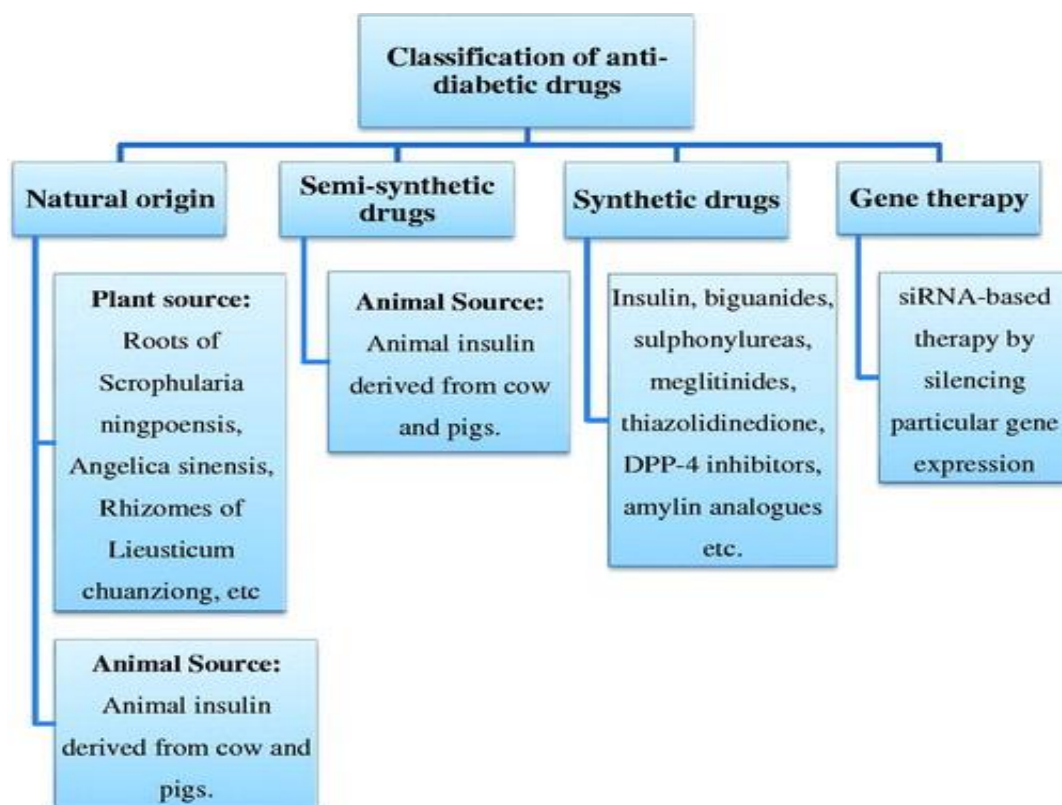 Classification of anti-
diabetic drugs
Natural origin
Semi-synthetic
drugs
Synthetic drugs
Gene therapy
Plant source:
Roots of
Scrophularia
ningpoensis,
Angelica sinensis,
Rhizomes of
Lieusticum
chuanziong, etc
Animal Source:
Animal insulin
derived from cow and
pigs.
Animal Source:
Animal insulin
derived from cow
and pigs.
Insulin, biguanides,
sulphonylureas,
meglitinides,
thiazolidinedione,
DPP-4 inhibitors,
amylin analogues
etc.
siRNA-based
therapy by
silencing
particular gene
expression